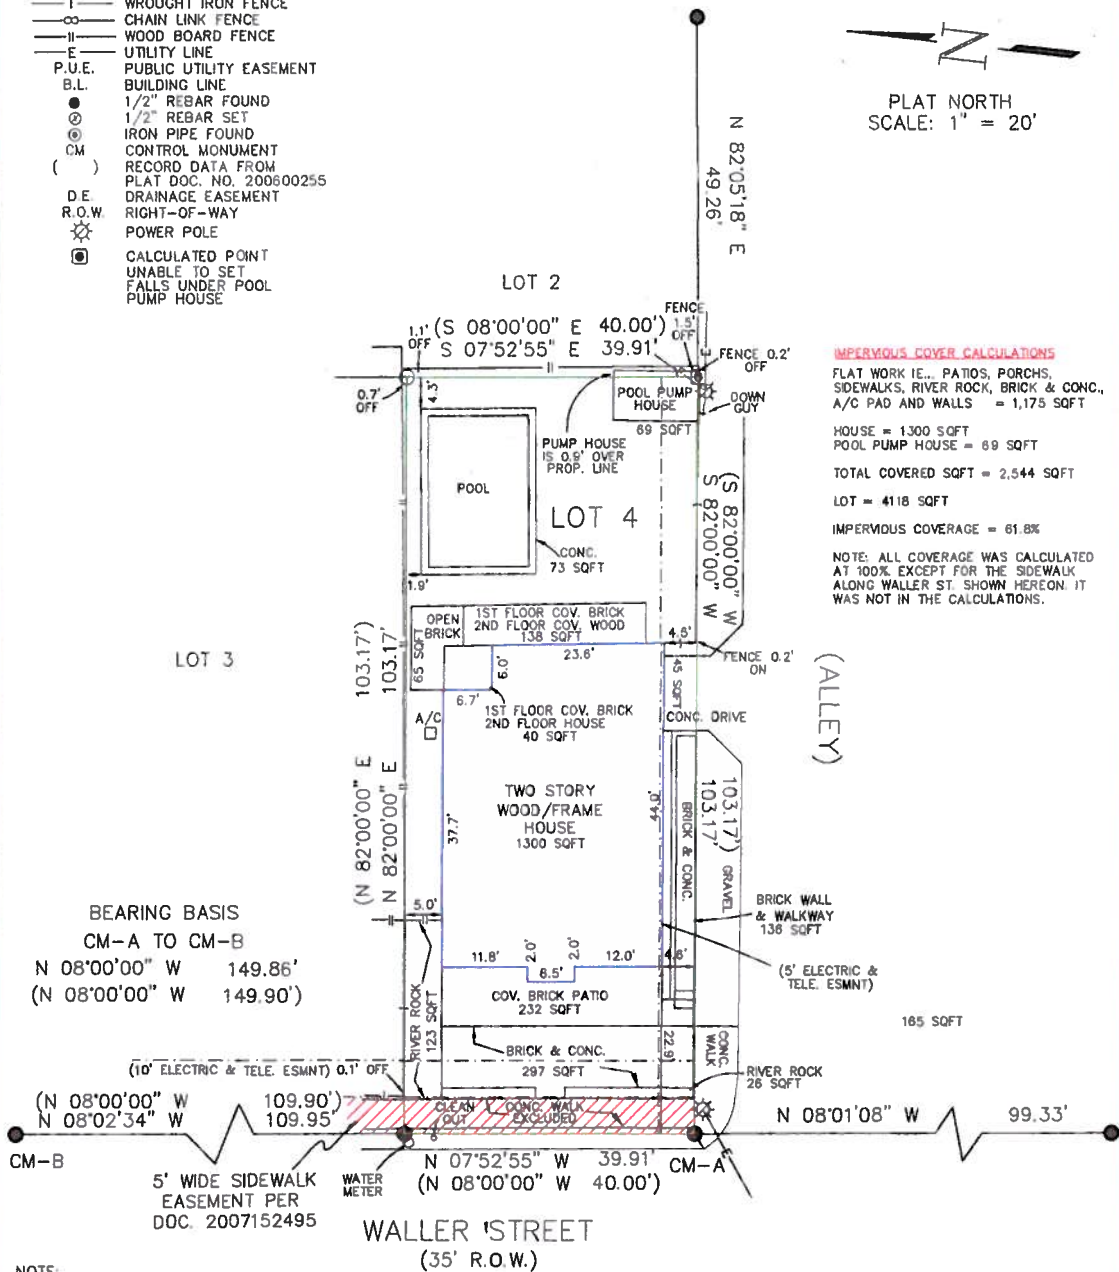 WROUGHT IRON FENCE
CHAIN LINK FENCE
WOOD BOARD FENCE
E UTILITY LINE
P.U.E. PUBLIC UTILITY EASEMENT
B.L. BUILDING LINE
1/2" REBAR FOUND
1/2" REBAR SET
IRON PIPE FOUND
CM CONTROL MONUMENT
( ) RECORD DATA FROM
PLAT DOC. NO. 200600255
D.E. DRAINAGE EASEMENT
R.O.W. RIGHT-OF-WAY
POWER POLE
CALCULATED POINT
UNABLE TO SET
FALLS UNDER POOL
PUMP HOUSE
N
PLAT NORTH
SCALE: 1" = 20'
N 82°05'18" E
49.26'
LOT 2
(S 08°00'00" E 40.00')
S 07°52'55" E 39.91'
1.1'
OFF
FENCE
1.5'
OFF
FENCE 0.2'
OFF
0.7'
OFF
4.3'
POOL PUMP
HOUSE
69 SQFT
DOWN
GUY
PUMP HOUSE
IS 0.9' OVER
PROP. LINE
POOL
LOT 4
CONC.
73 SQFT
1.9'
(S 82°00'00" W
S 82°00'00" W
IMPERVIOUS COVER CALCULATIONS
FLAT WORK IE... PATIOS, PORCHS,
SIDEWALKS, RIVER ROCK, BRICK & CONC.,
A/C PAD AND WALLS = 1,175 SQFT
HOUSE = 1300 SQFT
POOL PUMP HOUSE = 69 SQFT
TOTAL COVERED SQFT = 2,544 SQFT
LOT = 4118 SQFT
IMPERVIOUS COVERAGE = 61.8%
NOTE: ALL COVERAGE WAS CALCULATED
AT 100% EXCEPT FOR THE SIDEWALK
ALONG WALLER ST. SHOWN HEREON. IT
WAS NOT IN THE CALCULATIONS.
OPEN
BRICK
65 SQFT
1ST FLOOR COV. BRICK
2ND FLOOR COV. WOOD
138 SQFT
23.6'
4.5'
FENCE 0.2'
ON
45 SQFT
LOT 3
6.0'
6.7'
1ST FLOOR COV. BRICK
2ND FLOOR HOUSE
40 SQFT
A/C
CONC. DRIVE
(ALLEY)
(N 82°00'00" E 103.17')
N 82°00'00" E 103.17'
TWO STORY
WOOD/FRAME
HOUSE
1300 SQFT
37.7'
44.0'
BRICK & CONC.
103.17')
103.17'
GRAVEL
5.0'
BRICK WALL
& WALKWAY
136 SQFT
(5' ELECTRIC &
TELE. ESMNT)
BEARING BASIS
CM-A TO CM-B
N 08°00'00" W 149.86'
(N 08°00'00" W 149.90')
11.8'
2.0'
8.5'
2.0'
12.0'
4.6'
COV. BRICK PATIO
232 SQFT
RIVER ROCK
123 SQFT
165 SQFT
BRICK & CONC.
297 SQFT
22.9'
CONC.
WALK
RIVER ROCK
26 SQFT
(10' ELECTRIC & TELE. ESMNT) 0.1' OFF
(N 08°00'00" W 109.90')
N 08°02'34" W 109.95'
CLEAN
OUT
CONC. WALK
EXCLUDED
N 08°01'08" W 99.33'
CM-B
CM-A
E
5' WIDE SIDEWALK
EASEMENT PER
DOC. 2007152495
WATER
METER
N 07°52'55" W 39.91'
(N 08°00'00" W 40.00')
WALLER STREET
(35' R.O.W.)
NOTE: